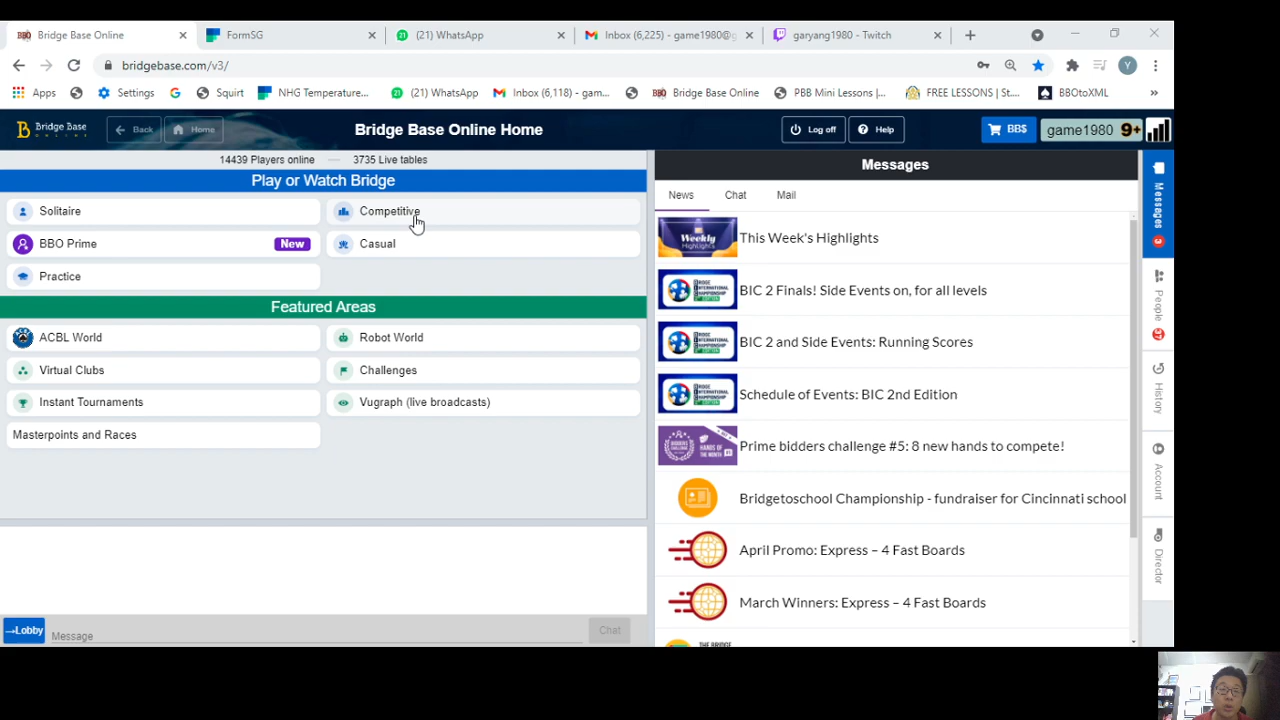 Bridge Base Online
FormSG
(21) WhatsApp
Inbox (6,225) - game1980@g
garyang1980 - Twitch
bridgebase.com/v3/
Y
Apps
Settings
Squirt
NHG Temperature...
(21) WhatsApp
Inbox (6,118) - gam...
Bridge Base Online
PBB Mini Lessons |...
FREE LESSONS | St...
BBOtoXML
Bridge Base
ONLINE
Back
Home
Bridge Base Online Home
Log off
Help
BB$
game1980 9+
14439 Players online — 3735 Live tables
Play or Watch Bridge
Solitaire
Competitive
BBO Prime
New
Casual
Practice
Featured Areas
ACBL World
Robot World
Virtual Clubs
Challenges
Instant Tournaments
Vugraph (live broadcasts)
Masterpoints and Races
→Lobby
Message
Chat
Messages
News
Chat
Mail
Weekly
This Week's Highlights
BIC 2 Finals! Side Events on, for all levels
BIC 2 and Side Events: Running Scores
Schedule of Events: BIC 2nd Edition
Prime bidders challenge #5: 8 new hands to compete!
Bridgetoschool Championship - fundraiser for Cincinnati school
April Promo: Express – 4 Fast Boards
March Winners: Express – 4 Fast Boards
THE BRIDGE
Messages
People
History
Account
Director